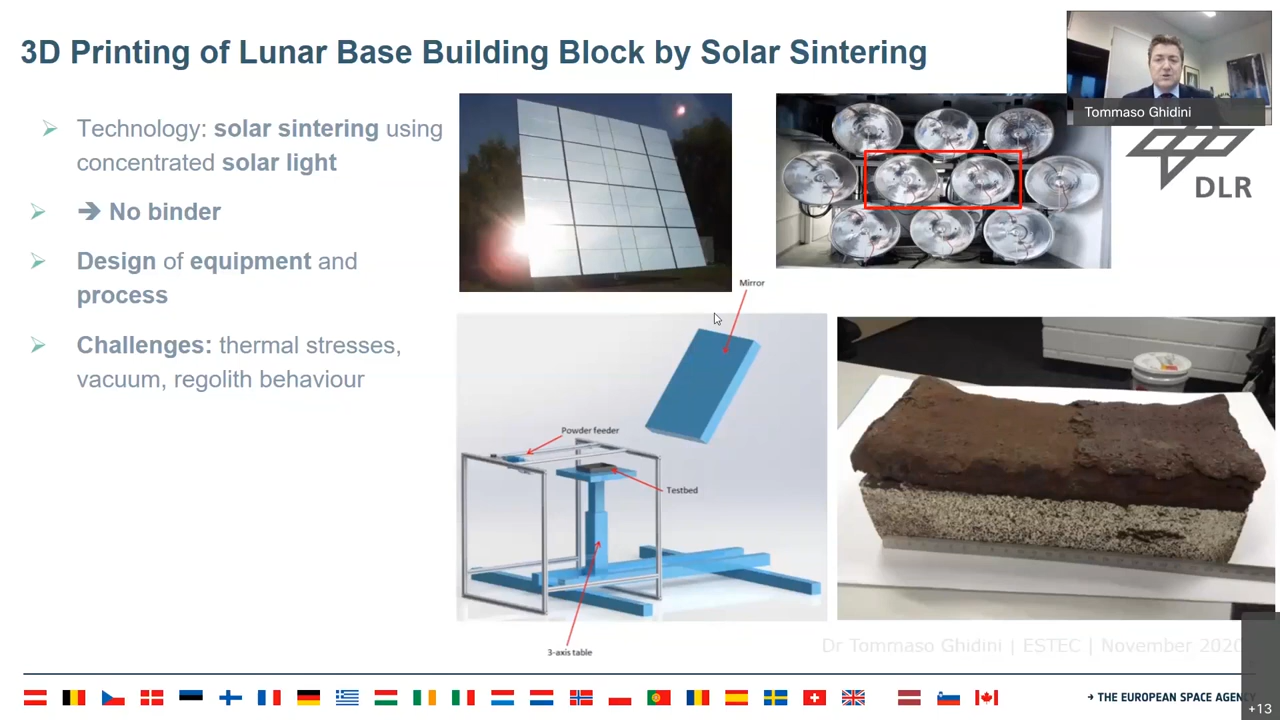 3D Printing of Lunar Base Building Block by Solar Sintering
Tommaso Ghidini
DLR
Technology: solar sintering using
concentrated solar light
➔ No binder
Design of equipment and
process
Challenges: thermal stresses,
vacuum, regolith behaviour
Mirror
Powder feeder
Testbed
3-axis table
Dr Tommaso Ghidini | ESTEC | November 2020
➔ THE EUROPEAN SPACE AGENCY
+13